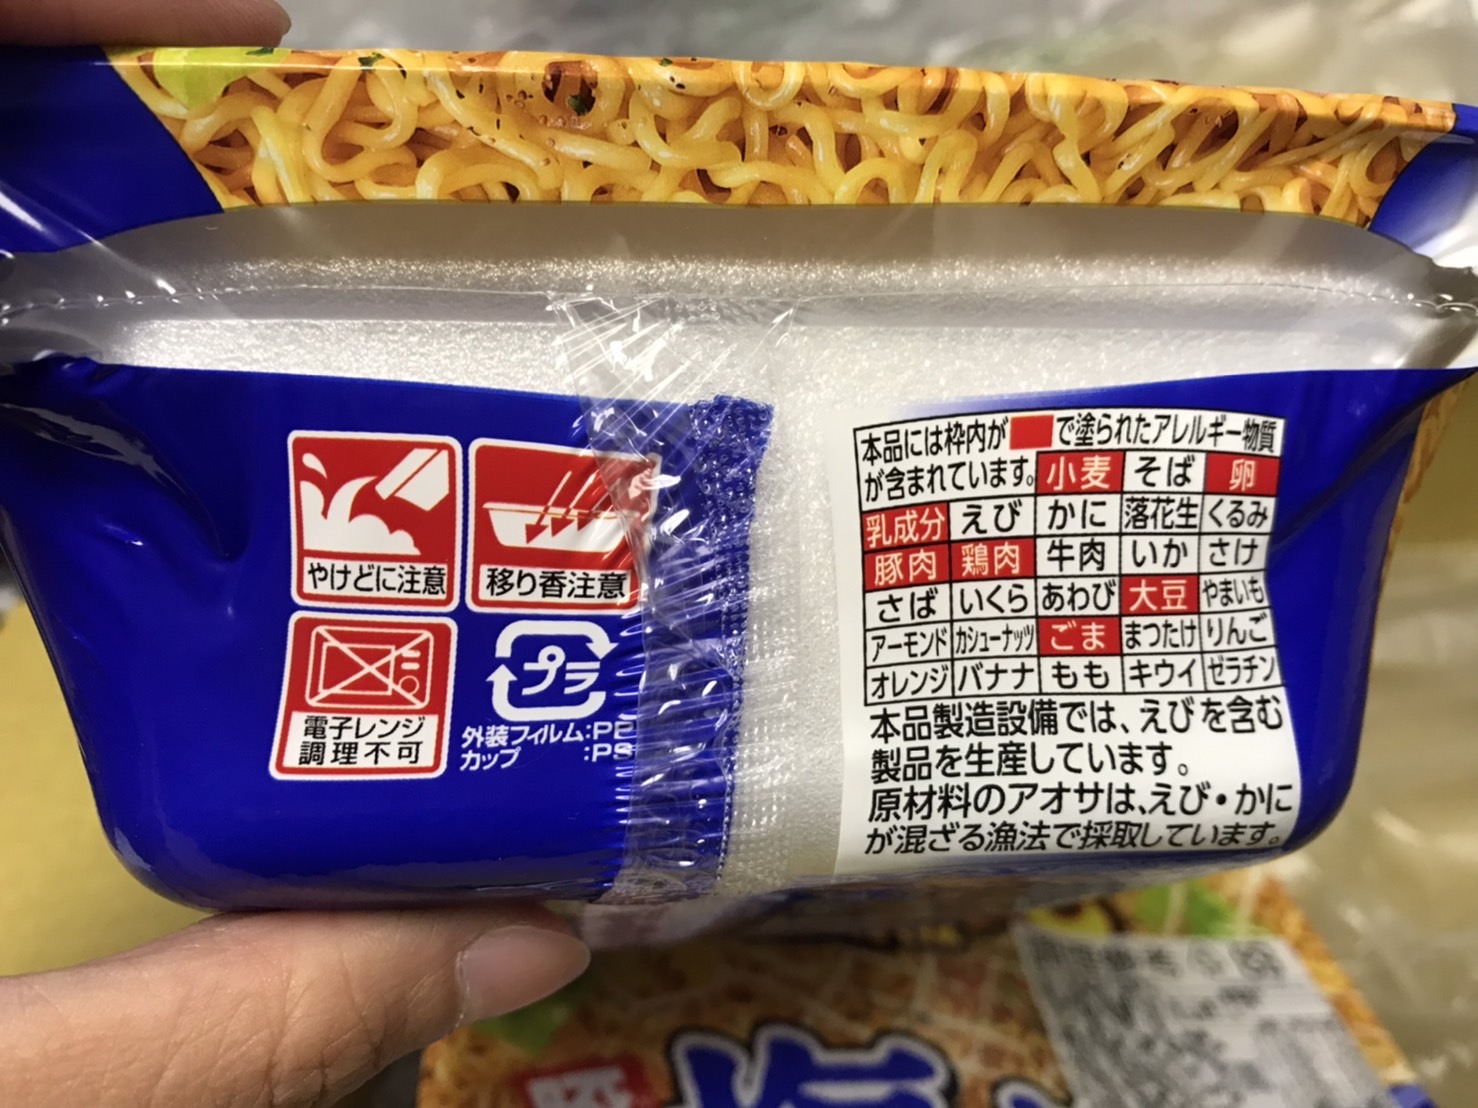 やけどに注意
移り香注意
電子レンジ
調理不可
プラ
外装フィルム:PE
カップ :PS
本品には枠内が で塗られたアレルギー物質
が含まれています。 小麦 そば 卵
乳成分 えび かに 落花生 くるみ
豚肉 鶏肉 牛肉 いか さけ
さば いくら あわび 大豆 やまいも
アーモンド カシューナッツ ごま まつたけ りんご
オレンジ バナナ もも キウイ ゼラチン
本品製造設備では、えびを含む
製品を生産しています。
原材料のアオサは、えび・かに
が混ざる漁法で採取しています。